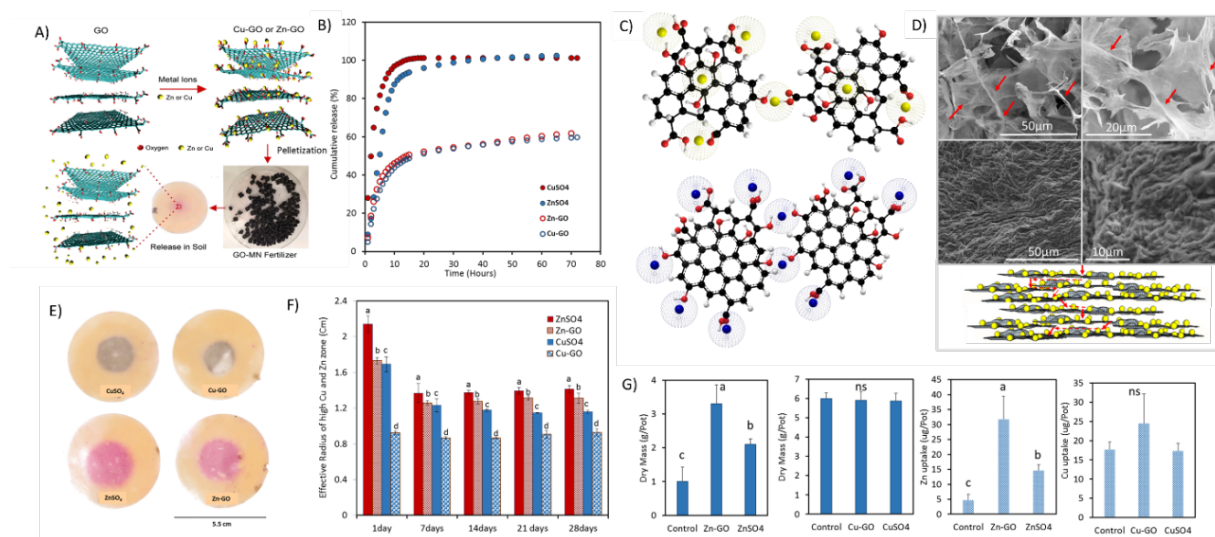 A)
GO
Cu-GO or Zn-GO
Metal Ions
Zn or Cu
Oxygen
Zn or Cu
Pelletization
Release in Soil
GO-MN Fertilizer
B)
Cumulative release (%)
120
100
80
60
40
20
0
CuSO4
ZnSO4
Zn-GO
Cu-GO
0 10 20 30 40 50 60 70 80
Time (Hours)
C)
D)
50µm
20µm
50µm
10µm
E)
CuSO₄
Cu-GO
ZnSO₄
Zn-GO
5.5 cm
F)
Effective Radius of high Cu and Zn zone (Cm)
2.4
2
1.6
1.2
0.8
0.4
0
ZnSO4
Zn-GO
CuSO4
Cu-GO
a b c d
a b c d
a b c d
a b c d
a b c d
1day 7days 14days 21 days 28days
G)
Dry Mass (g/Pot)
4
3
2
1
0
c a b
Control Zn-GO ZnSO4
Dry Mass (g/Pot)
7
6
5
4
3
2
1
0
ns
Control Cu-GO CuSO4
Zn uptake (ug/Pot)
45
40
35
30
25
20
15
10
5
0
c a b
Control Zn-GO ZnSO4
Cu uptake (ug/Pot)
35
30
25
20
15
10
5
0
ns
Control Cu-GO CuSO4